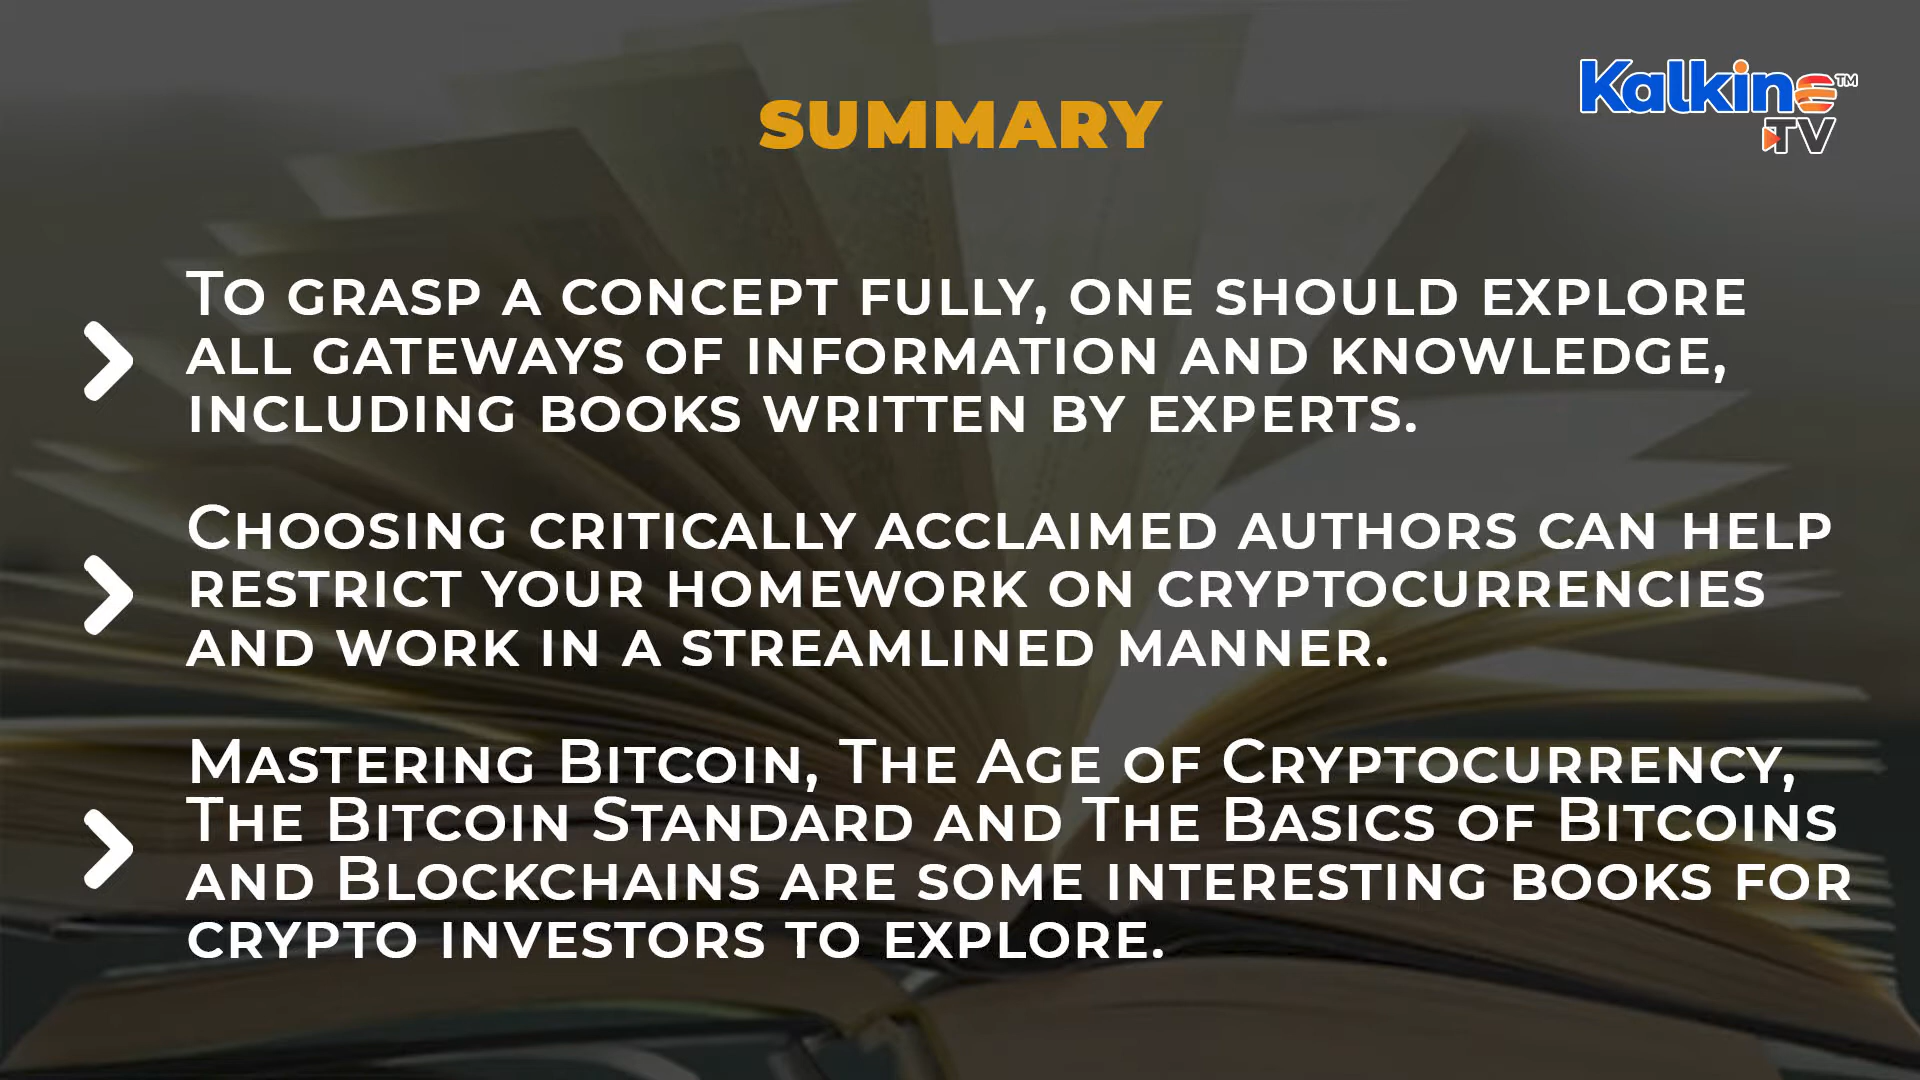 SUMMARY
Kalkine™
TV
To grasp a concept fully, one should explore
all gateways of information and knowledge,
including books written by experts.
Choosing critically acclaimed authors can help
restrict your homework on cryptocurrencies
and work in a streamlined manner.
Mastering Bitcoin, The Age of Cryptocurrency,
The Bitcoin Standard and The Basics of Bitcoins
and Blockchains are some interesting books for
crypto investors to explore.